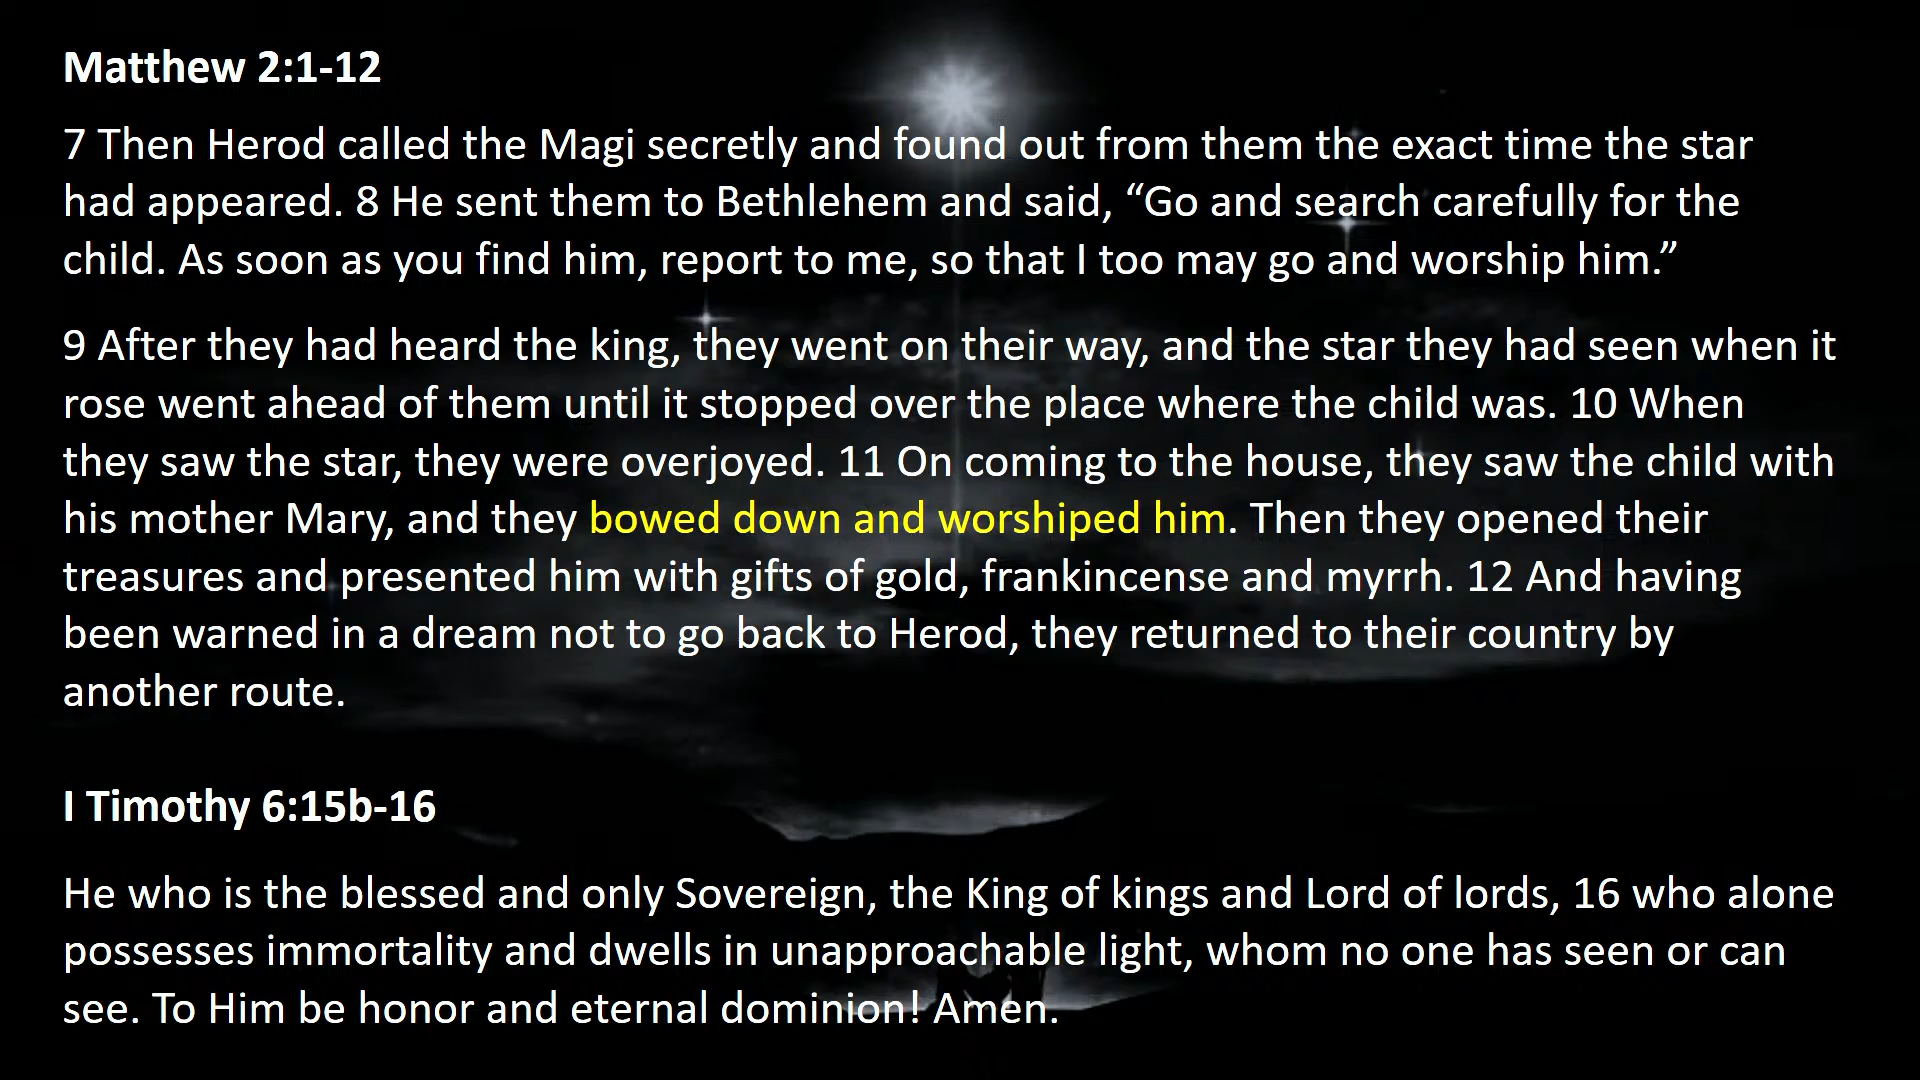 Matthew 2:1-12
7 Then Herod called the Magi secretly and found out from them the exact time the star
had appeared. 8 He sent them to Bethlehem and said, “Go and search carefully for the
child. As soon as you find him, report to me, so that I too may go and worship him.”
9 After they had heard the king, they went on their way, and the star they had seen when it
rose went ahead of them until it stopped over the place where the child was. 10 When
they saw the star, they were overjoyed. 11 On coming to the house, they saw the child with
his mother Mary, and they bowed down and worshiped him. Then they opened their
treasures and presented him with gifts of gold, frankincense and myrrh. 12 And having
been warned in a dream not to go back to Herod, they returned to their country by
another route.
I Timothy 6:15b-16
He who is the blessed and only Sovereign, the King of kings and Lord of lords, 16 who alone
possesses immortality and dwells in unapproachable light, whom no one has seen or can
see. To Him be honor and eternal dominion! Amen.